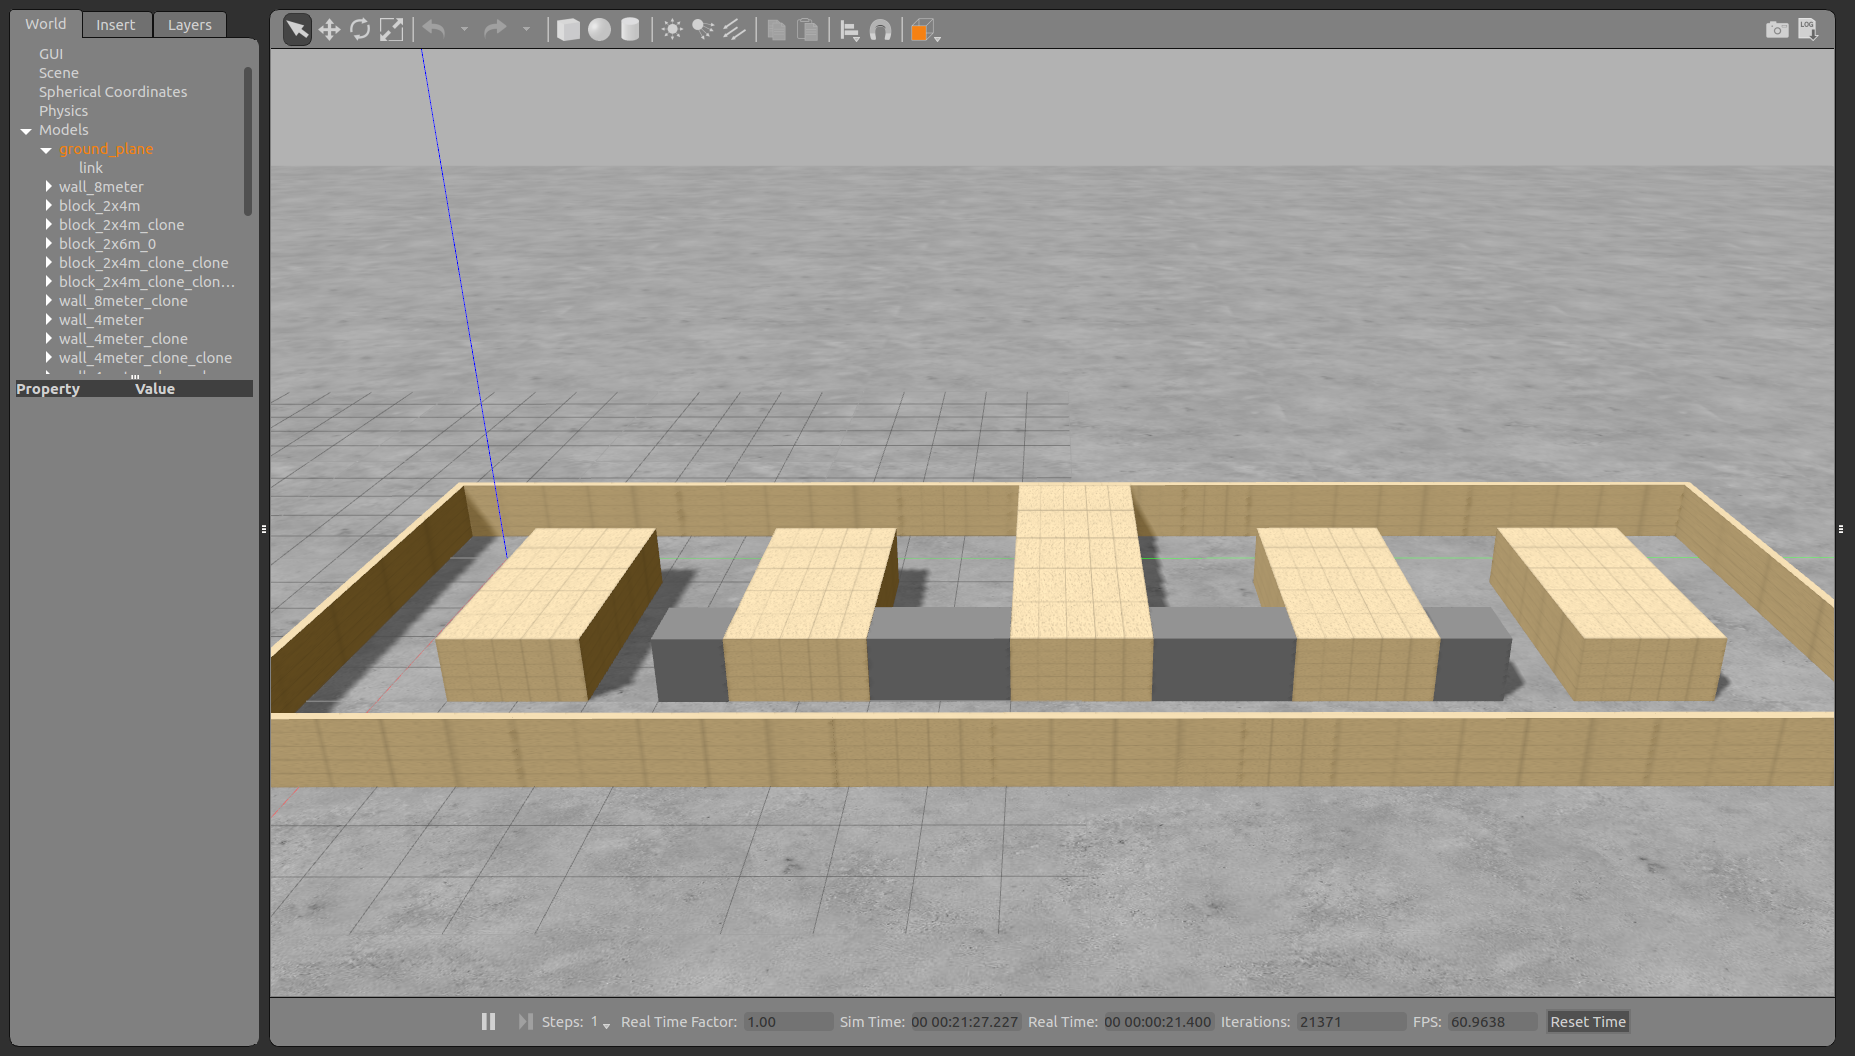 World Insert Layers
GUI
Scene
Spherical Coordinates
Physics
Models
ground_plane
link
wall_8meter
block_2x4m
block_2x4m_clone
block_2x6m_0
block_2x4m_clone_clone
block_2x4m_clone_clon...
wall_8meter_clone
wall_4meter
wall_4meter_clone
wall_4meter_clone_clone
Property Value
LOG
Steps: 1 Real Time Factor: 1.00 Sim Time: 00 00:21:27.227 Real Time: 00 00:00:21.400 Iterations: 21371 FPS: 60.9638 Reset Time